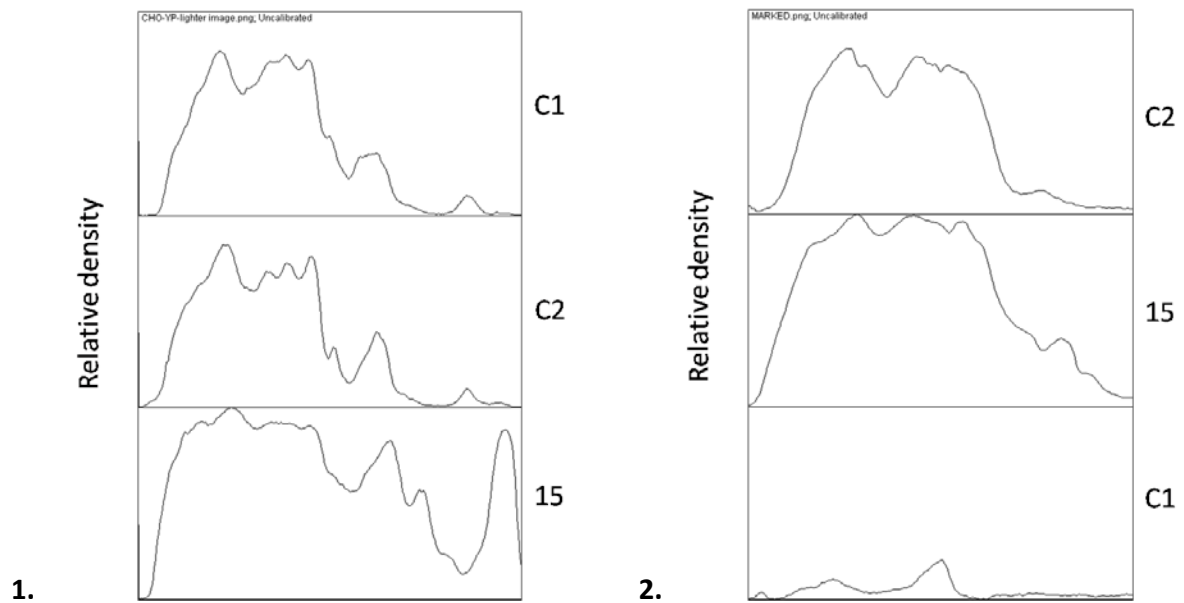 CHO-YP-lighter image.png; Uncalibrated
C1
C2
15
Relative density
1.
MARKED.png; Uncalibrated
C2
15
C1
Relative density
2.